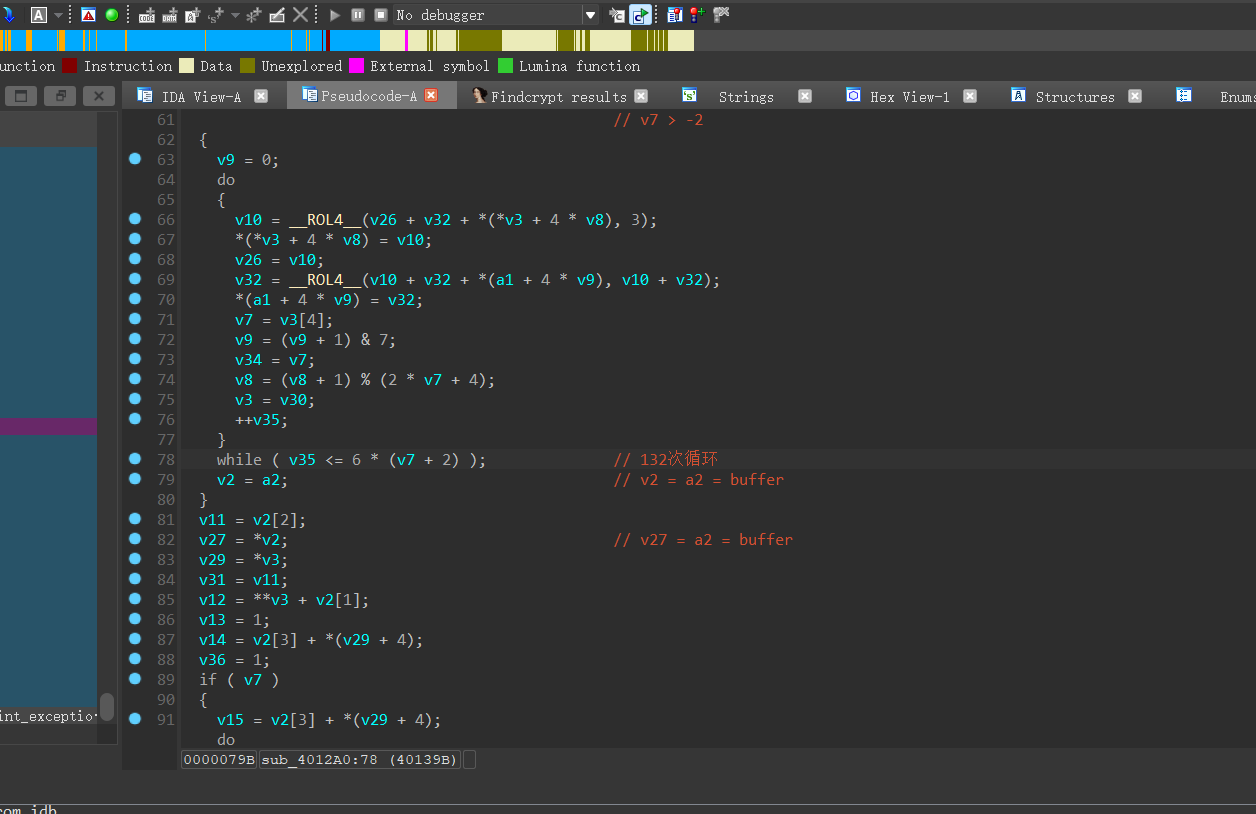 No debugger
unction Instruction Data Unexplored External symbol Lumina function
IDA View-A Pseudocode-A Findcrypt results Strings Hex View-1 Structures Enums
61 // v7 > -2
62 {
63 v9 = 0;
64 do
65 {
66 v10 = __ROL4__(v26 + v32 + *(*v3 + 4 * v8), 3);
67 *(*v3 + 4 * v8) = v10;
68 v26 = v10;
69 v32 = __ROL4__(v10 + v32 + *(a1 + 4 * v9), v10 + v32);
70 *(a1 + 4 * v9) = v32;
71 v7 = v3[4];
72 v9 = (v9 + 1) & 7;
73 v34 = v7;
74 v8 = (v8 + 1) % (2 * v7 + 4);
75 v3 = v30;
76 ++v35;
77 }
78 while ( v35 <= 6 * (v7 + 2) ); // 132次循环
79 v2 = a2; // v2 = a2 = buffer
80 }
81 v11 = v2[2];
82 v27 = *v2; // v27 = a2 = buffer
83 v29 = *v3;
84 v31 = v11;
85 v12 = **v3 + v2[1];
86 v13 = 1;
87 v14 = v2[3] + *(v29 + 4);
88 v36 = 1;
89 if ( v7 )
90 {
91 v15 = v2[3] + *(v29 + 4);
do
int_exceptio
0000079B sub_4012A0:78 (40139B)
com.idb